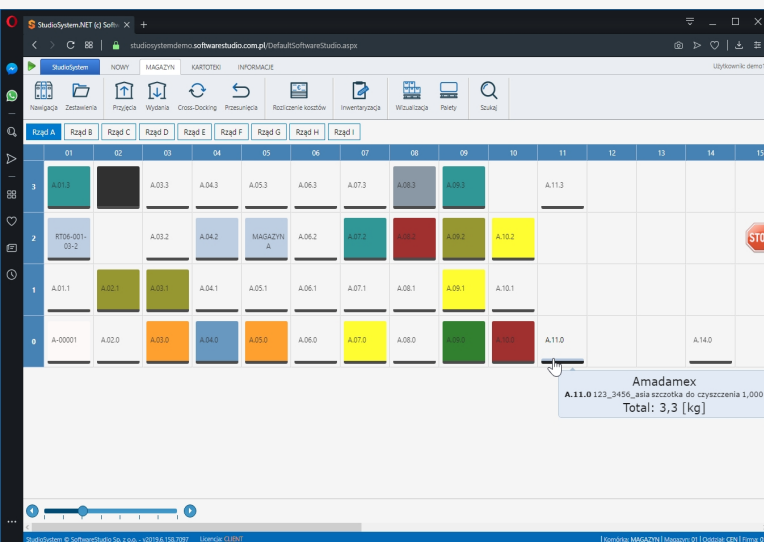 StudioSystem.NET (c) Softw
studiosystemdemo.softwarestudio.com.pl/DefaultSoftwareStudio.aspx
StudioSystem NOWY MAGAZYN KARTOTEKI INFORMACJE Użytkownik: demo
Nawigacja Zestawienia Przyjęcia Wydania Cross-Docking Przesunięcia Rozliczenie kosztów Inwentaryzacja Wizualizacja Palety Szukaj
Rząd A Rząd B Rząd C Rząd D Rząd E Rząd F Rząd G Rząd H Rząd I
01 02 03 04 05 06 07 08 09 10 11 12 13 14 15
3 A.01.3 A.03.3 A.04.3 A.05.3 A.06.3 A.07.3 A.08.3 A.09.3 A.11.3
2 RT06-001-03-2 A.03.2 A.04.2 MAGAZYN A A.06.2 A.07.2 A.08.2 A.09.2 A.10.2 STO
1 A.01.1 A.02.1 A.03.1 A.04.1 A.05.1 A.06.1 A.07.1 A.08.1 A.09.1 A.10.1
0 A-00001 A.02.0 A.03.0 A.04.0 A.05.0 A.06.0 A.07.0 A.08.0 A.09.0 A.10.0 A.11.0 A.14.0
Amadamex
A.11.0 123_3456_asia szczotka do czyszczenia 1,000
Total: 3,3 [kg]
StudioSystem © SoftwareStudio Sp. z o.o. - v2019.6.158.7097 Licencja: CLIENT | Komórka: MAGAZYN | Magazyn: 01 | Oddział: CEN | Firma: 0